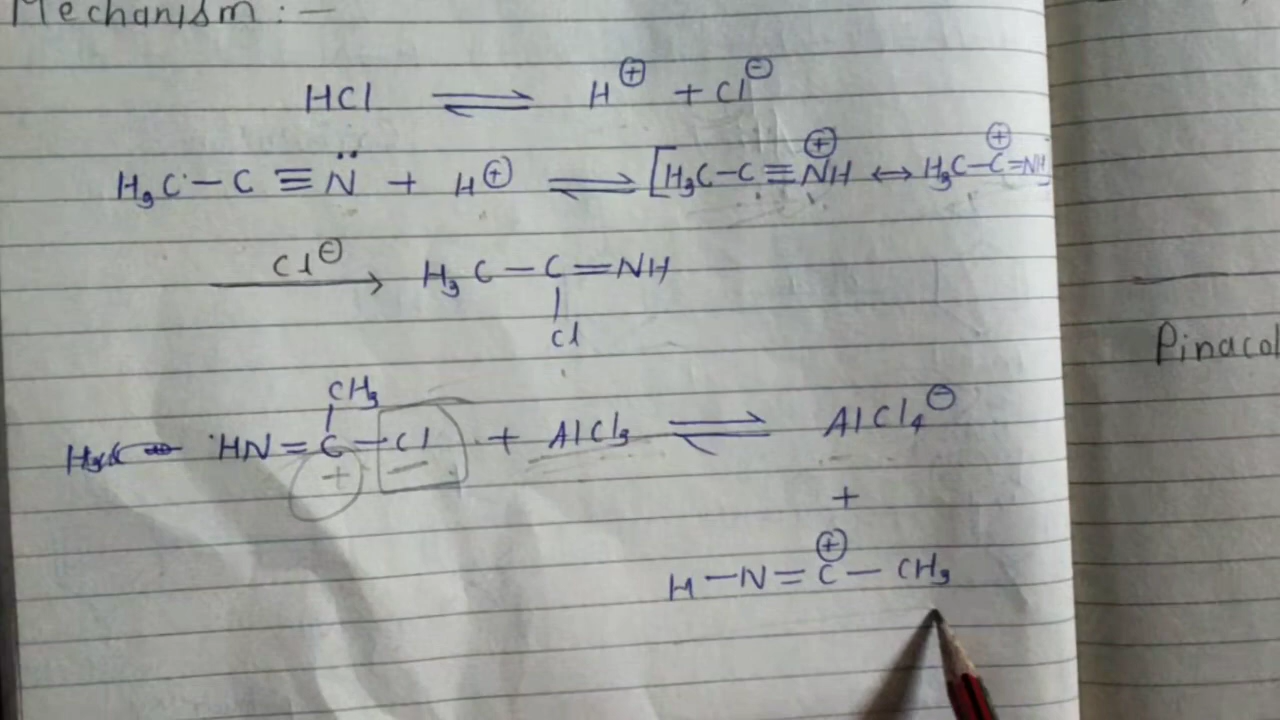 Mechanism :-
HCl ⇌ H⊕ + Cl⊖
H₃C - C ≡ N̈ + H⊕ ⇌ [H₃C-C≡N⊕H ↔ H₃C-C⊕=NH]
Cl⊖ →
H₃C - C = NH
|
Cl
CH₃
|
HN = C - Cl + AlCl₃ ⇌ AlCl₄⊖
+
+
H - N = C⊕ - CH₃
Pinacol